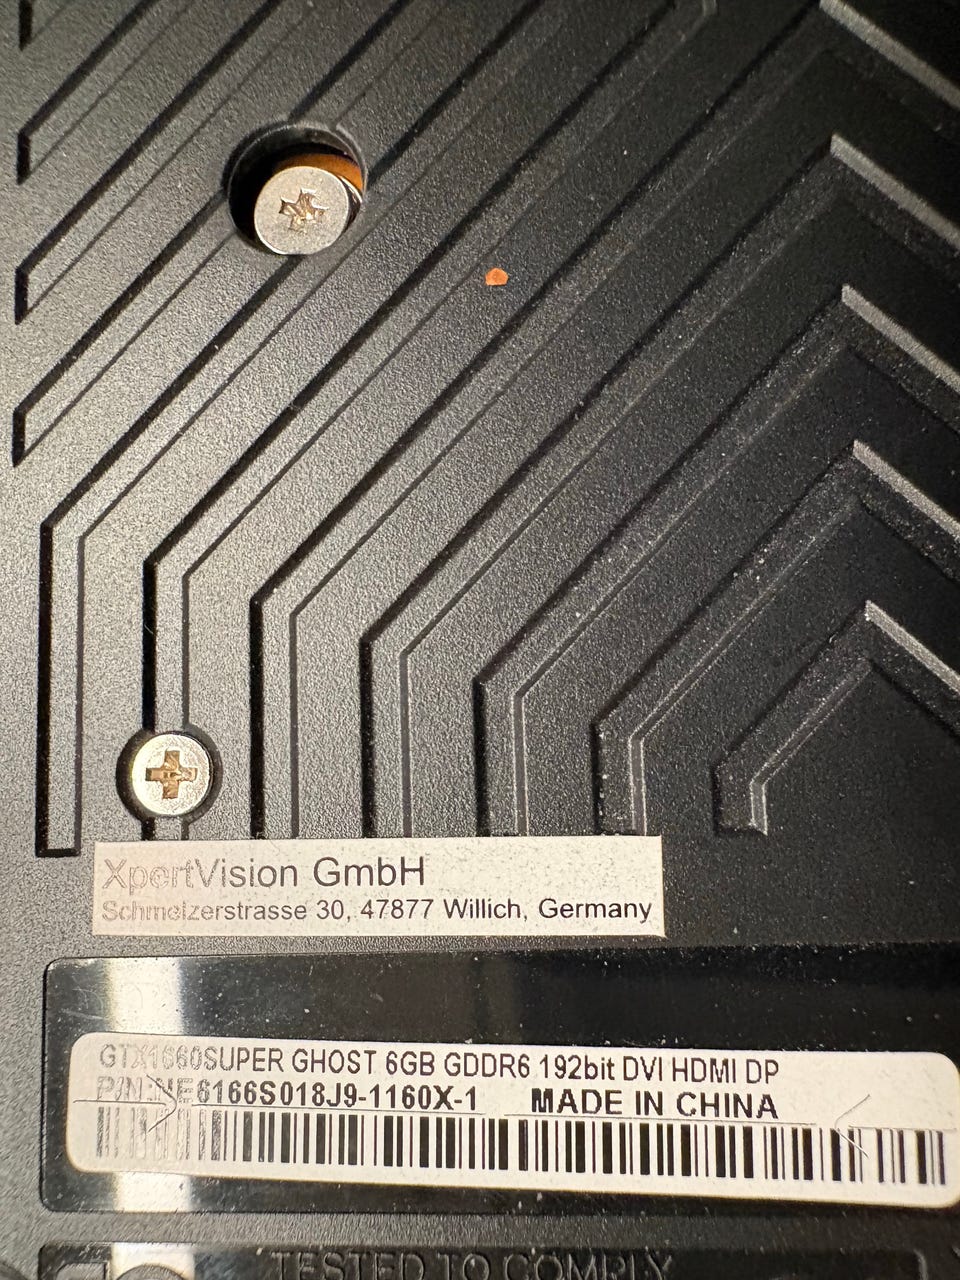 XpertVision GmbH
Schmelzerstrasse 30, 47877 Willich, Germany
GTX1660SUPER GHOST 6GB GDDR6 192bit DVI HDMI DP
P/N:NE6166S018J9-1160X-1 MADE IN CHINA
TESTED TO COMPLY